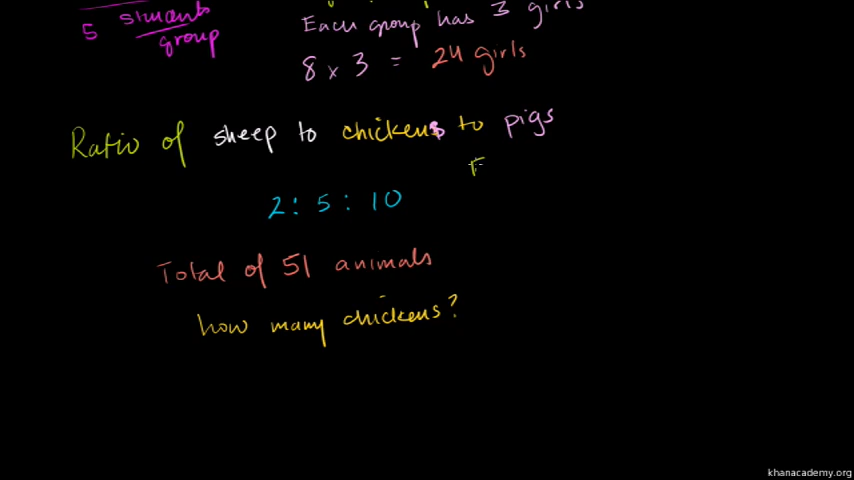 5 students
group
Each group has 3 girls
8 x 3 = 24 girls
Ratio of sheep to chickens to pigs
F
2 : 5 : 10
Total of 51 animals
how many chickens?
khanacademy.org